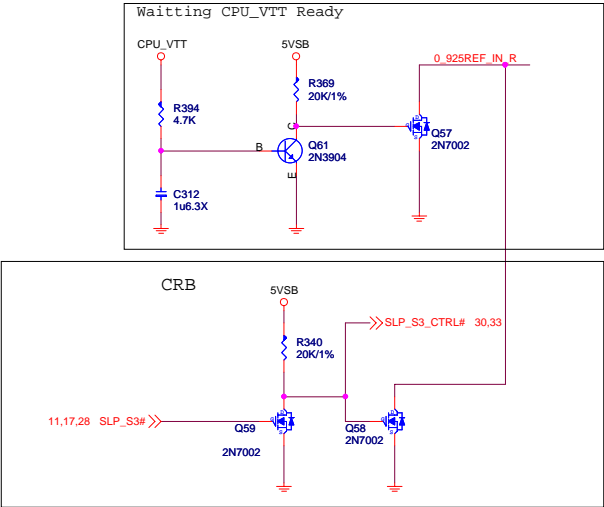 Waitting CPU_VTT Ready
CPU_VTT
5VSB
0_925REF_IN_R
R369
20K/1%
R394
4.7K
C
B
Q61
2N3904
Q57
2N7002
E
C312
1u6.3X
CRB
5VSB
SLP_S3_CTRL# 30,33
R340
20K/1%
11,17,28 SLP_S3#
Q59
2N7002
Q58
2N7002